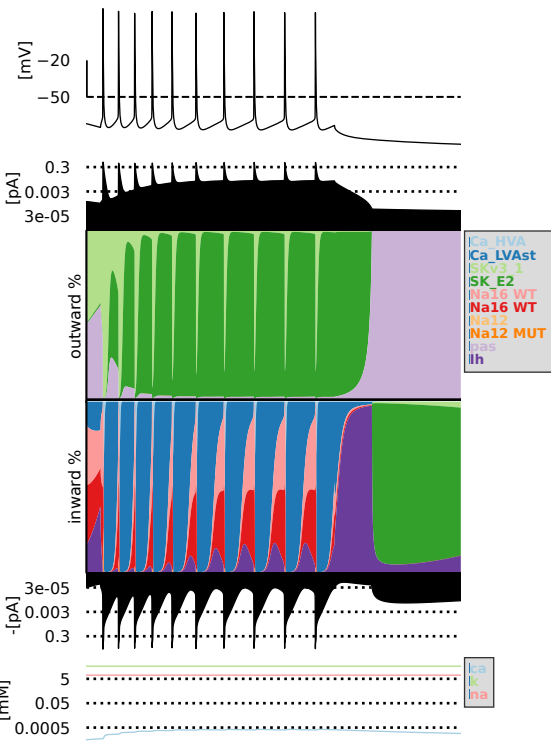 [mV]
−20
−50
[pA]
0.3
0.003
3e-05
outward %
Ca_HVA
Ca_LVAst
SKv3_1
SK_E2
Na16 WT
Na16 WT
Na12
Na12 MUT
pas
Ih
inward %
-[pA]
3e-05
0.003
0.3
[mM]
5
0.05
0.0005
ca
k
na